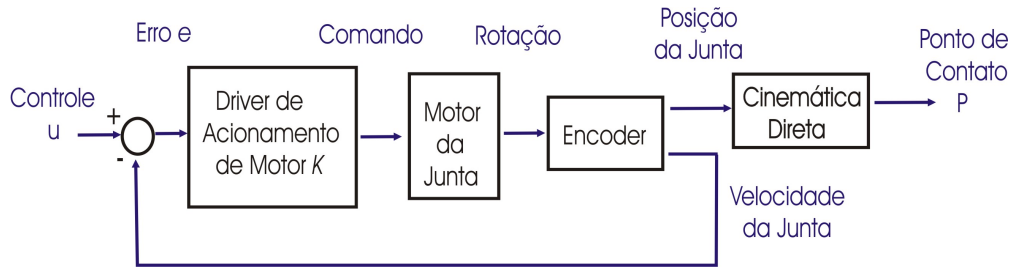 Erro e
Comando
Rotação
Posição
da Junta
Ponto de
Contato
P
Controle
u
+
-
Driver de
Acionamento
de Motor K
Motor
da
Junta
Encoder
Cinemática
Direta
Velocidade
da Junta